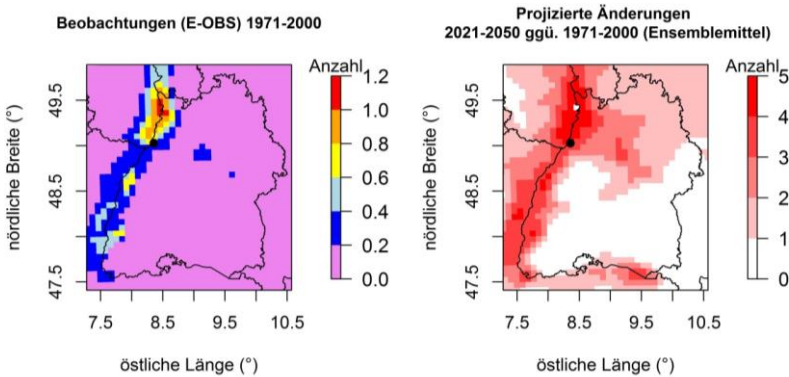 Beobachtungen (E-OBS) 1971-2000
Anzahl
1.2
1.0
0.8
0.6
0.4
0.2
0.0
49.5
48.5
47.5
nördliche Breite (°)
7.5 8.5 9.5 10.5
östliche Länge (°)
Projizierte Änderungen
2021-2050 ggü. 1971-2000 (Ensemblemittel)
Anzahl
5
4
3
2
1
0
49.5
48.5
47.5
nördliche Breite (°)
7.5 8.5 9.5 10.5
östliche Länge (°)